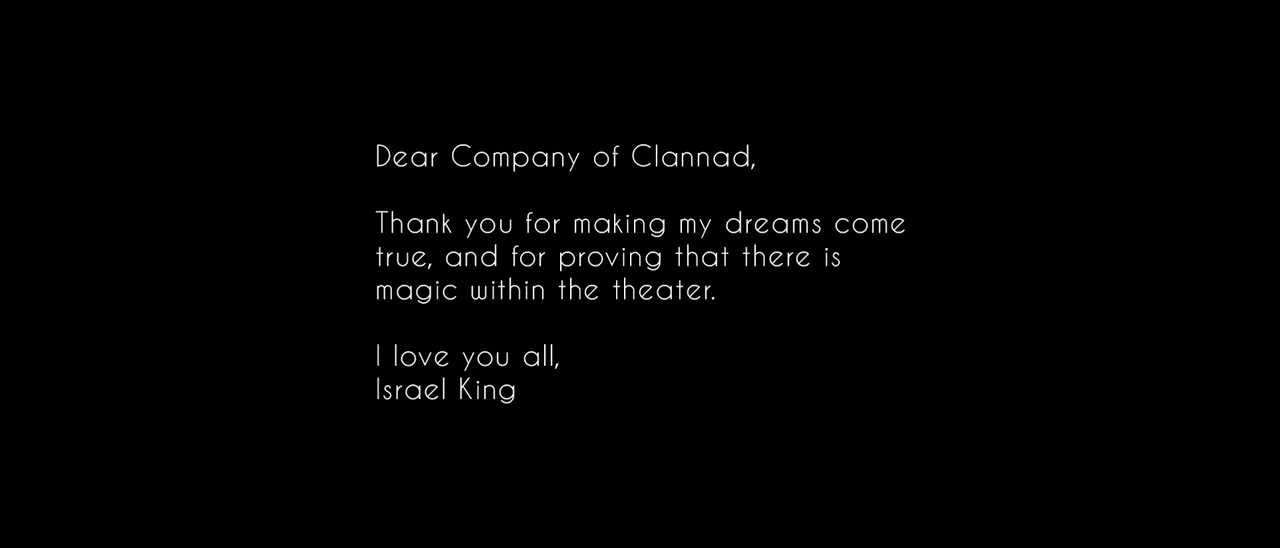 Dear Company of Clannad,
Thank you for making my dreams come
true, and for proving that there is
magic within the theater.
I love you all,
Israel King